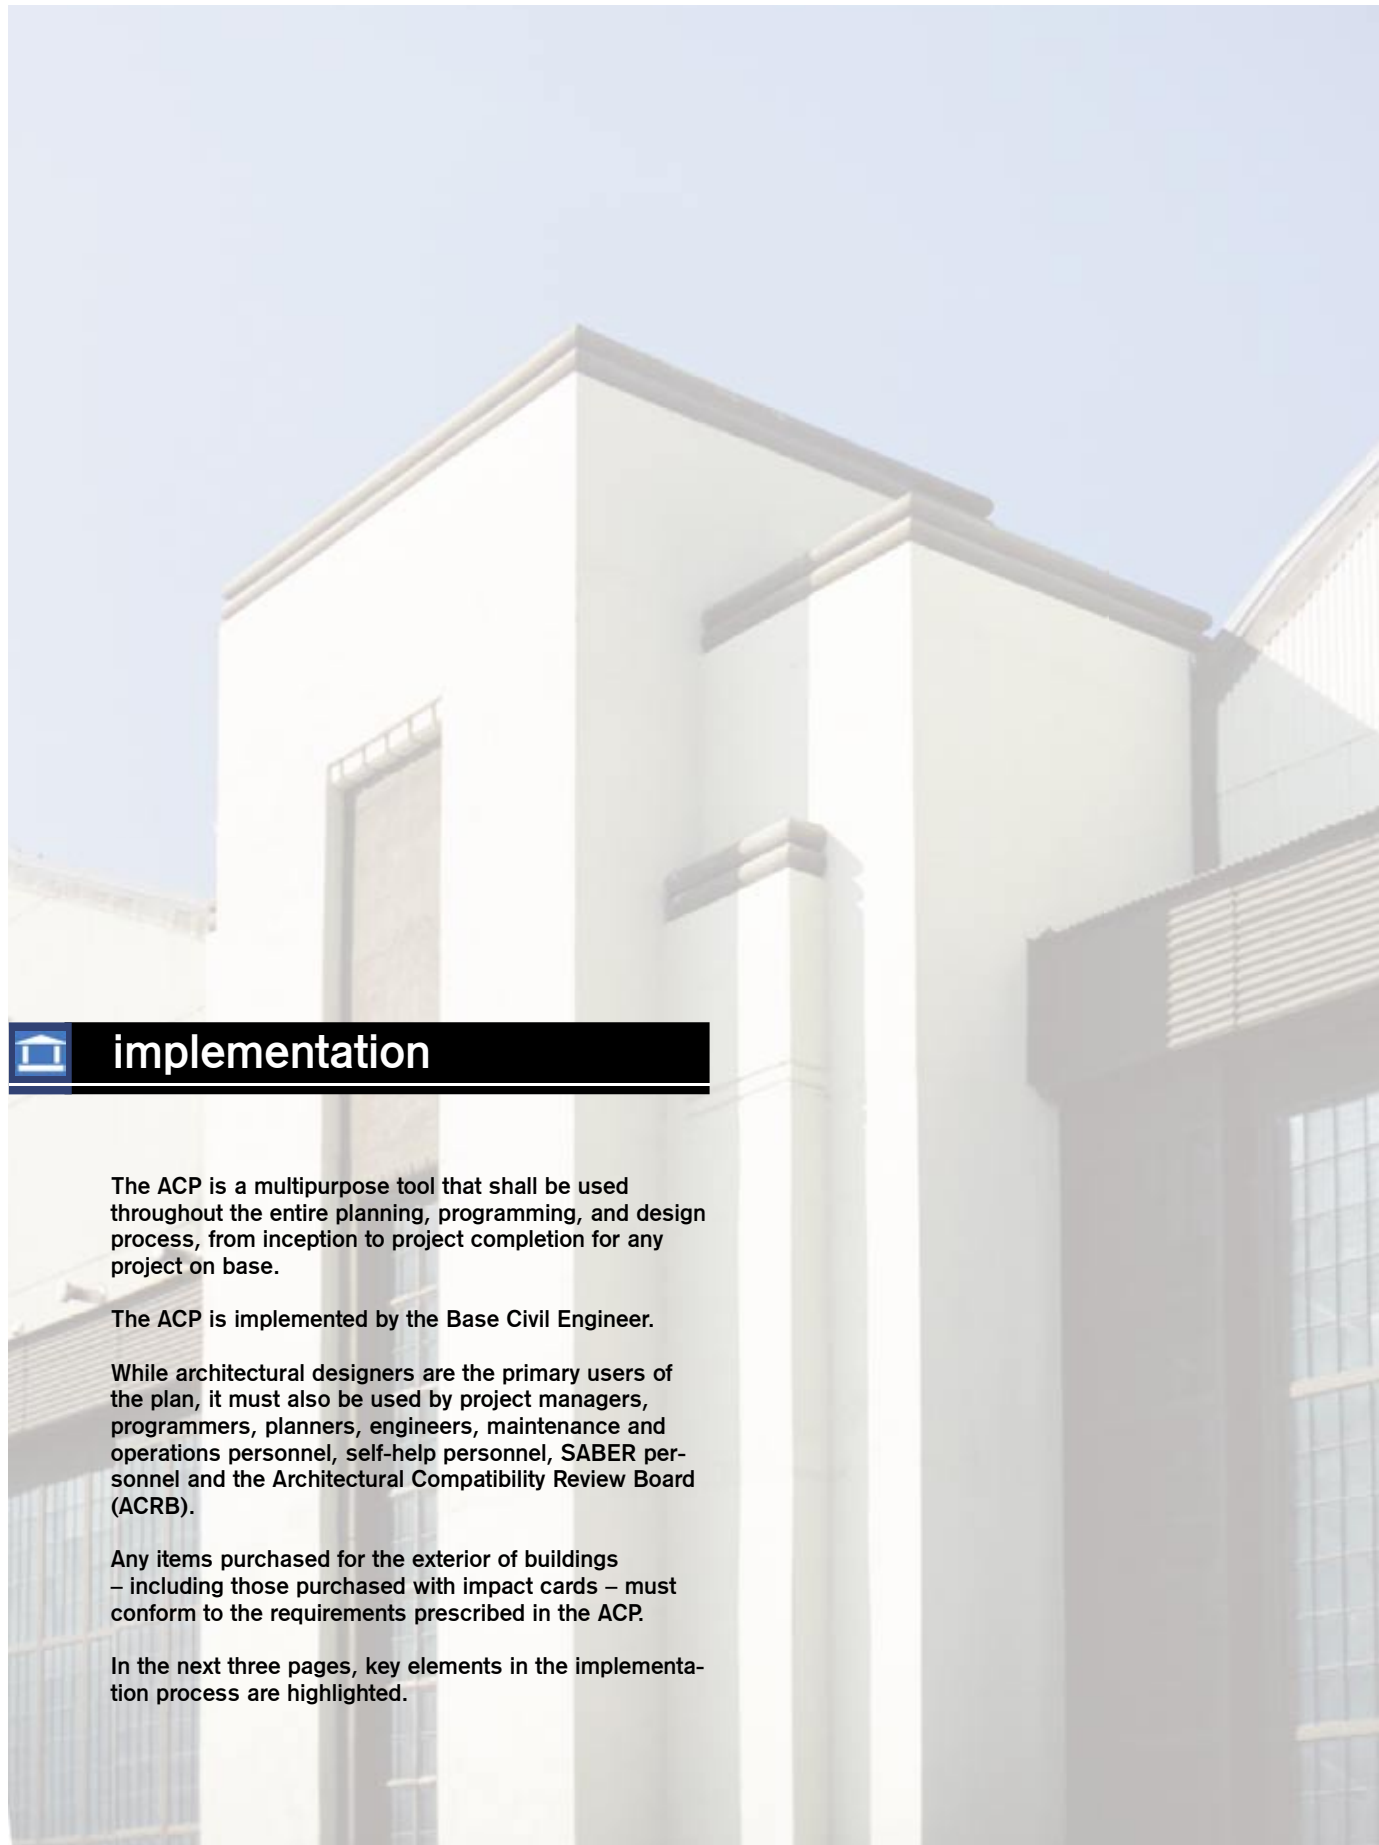 implementation
The ACP is a multipurpose tool that shall be used
throughout the entire planning, programming, and design
process, from inception to project completion for any
project on base.
The ACP is implemented by the Base Civil Engineer.
While architectural designers are the primary users of
the plan, it must also be used by project managers,
programmers, planners, engineers, maintenance and
operations personnel, self-help personnel, SABER per-
sonnel and the Architectural Compatibility Review Board
(ACRB).
Any items purchased for the exterior of buildings
– including those purchased with impact cards – must
conform to the requirements prescribed in the ACP.
In the next three pages, key elements in the implementa-
tion process are highlighted.